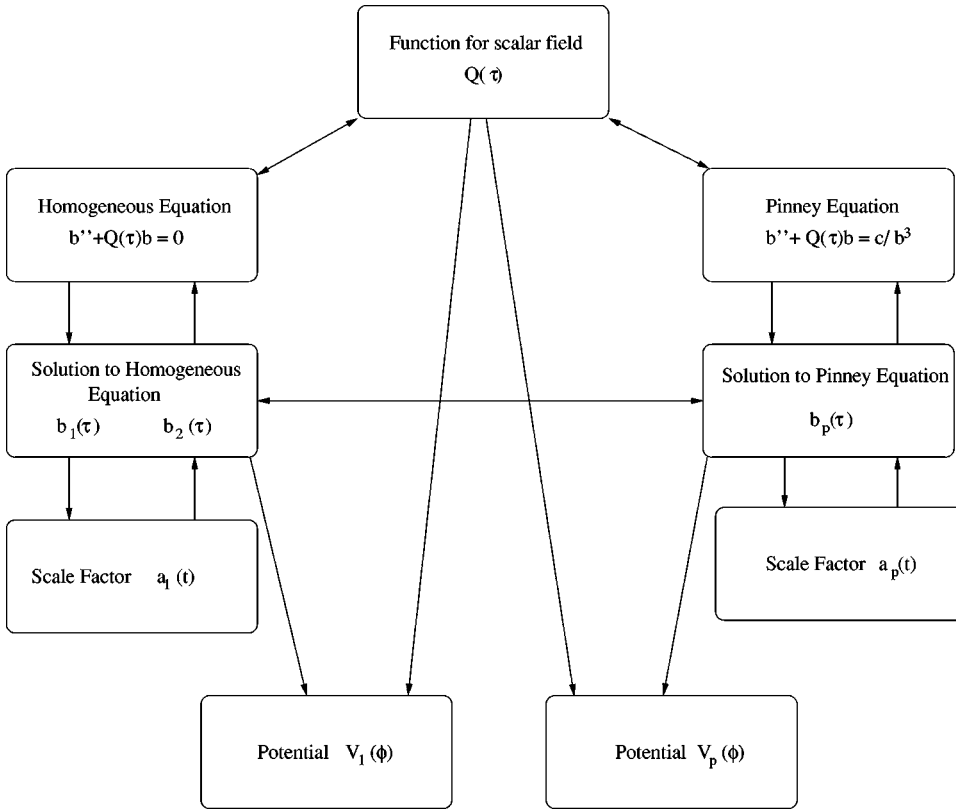 Function for scalar field
Q(τ)
Homogeneous Equation
b''+Q(τ)b = 0
Pinney Equation
b''+ Q(τ)b = c/b³
Solution to Homogeneous
Equation
b₁(τ) b₂(τ)
Solution to Pinney Equation
bₚ(τ)
Scale Factor a₁(t)
Scale Factor aₚ(t)
Potential V₁(ϕ)
Potential Vₚ(ϕ)